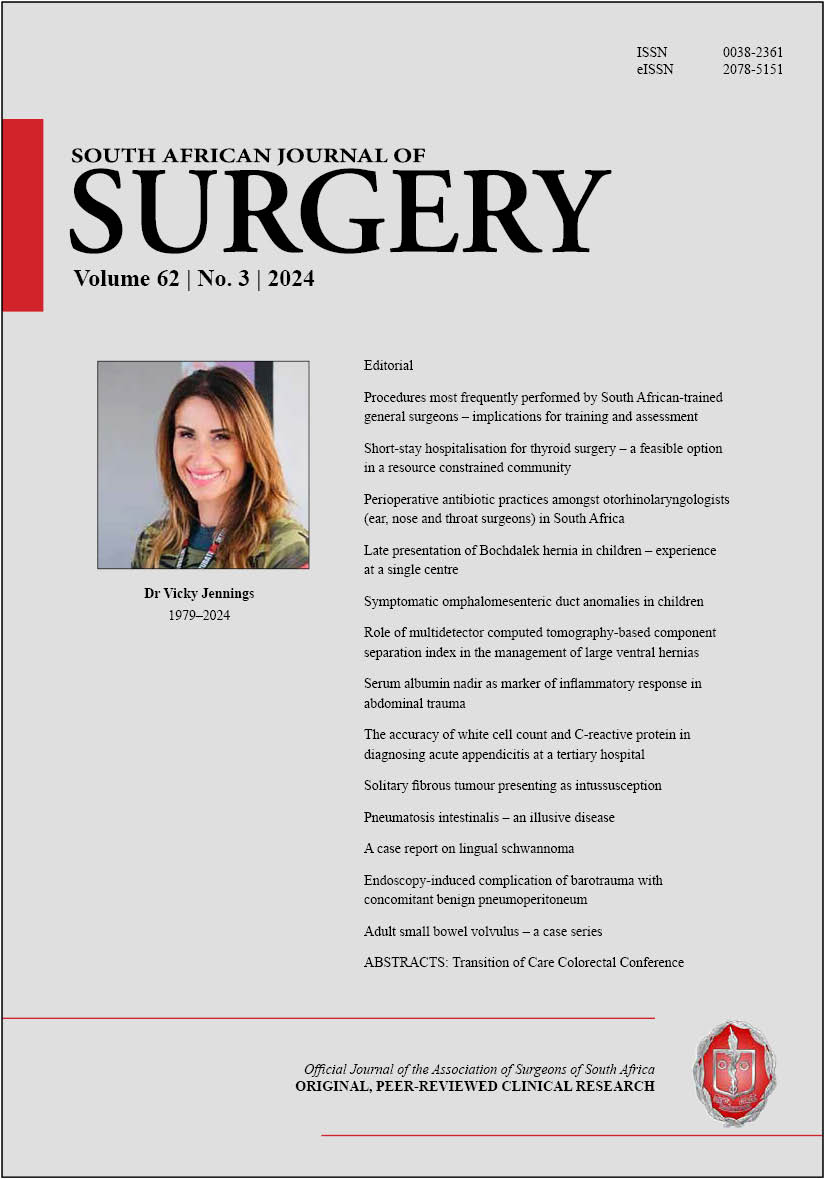 ISSN 0038-2361
eISSN 2078-5151
SOUTH AFRICAN JOURNAL OF
SURGERY
Volume 62 | No. 3 | 2024
Dr Vicky Jennings
1979–2024
Editorial
Procedures most frequently performed by South African-trained
general surgeons – implications for training and assessment
Short-stay hospitalisation for thyroid surgery – a feasible option
in a resource constrained community
Perioperative antibiotic practices amongst otorhinolaryngologists
(ear, nose and throat surgeons) in South Africa
Late presentation of Bochdalek hernia in children – experience
at a single centre
Symptomatic omphalomesenteric duct anomalies in children
Role of multidetector computed tomography-based component
separation index in the management of large ventral hernias
Serum albumin nadir as marker of inflammatory response in
abdominal trauma
The accuracy of white cell count and C-reactive protein in
diagnosing acute appendicitis at a tertiary hospital
Solitary fibrous tumour presenting as intussusception
Pneumatosis intestinalis – an illusive disease
A case report on lingual schwannoma
Endoscopy-induced complication of barotrauma with
concomitant benign pneumoperitoneum
Adult small bowel volvulus – a case series
ABSTRACTS: Transition of Care Colorectal Conference
Official Journal of the Association of Surgeons of South Africa
ORIGINAL, PEER-REVIEWED CLINICAL RESEARCH